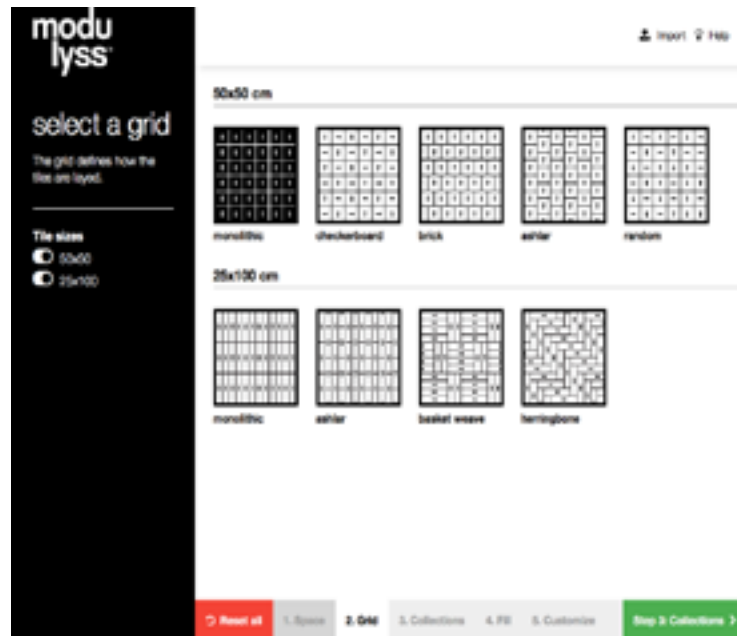 modu
lyss
Import Help
select a grid
The grid defines how the
tiles are layed.
Tile sizes
50x50
25x100
50x50 cm
monolithic checkerboard brick ashlar random
25x100 cm
monolithic ashlar basket weave herringbone
Reset all 1. Space 2. Grid 3. Collections 4. Fill 5. Customize Step 3: Collections